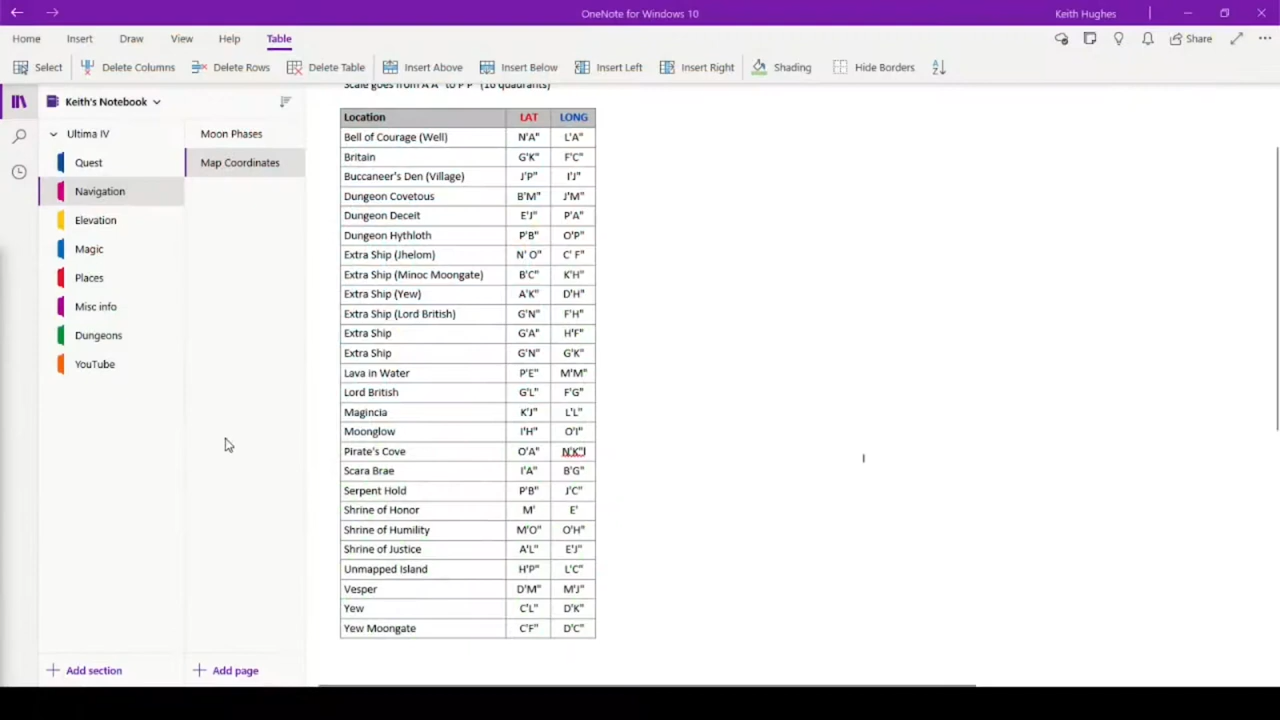 OneNote for Windows 10
Keith Hughes
Home Insert Draw View Help Table
Share
Select Delete Columns Delete Rows Delete Table Insert Above Insert Below Insert Left Insert Right Shading Hide Borders
Keith's Notebook
Ultima IV
Quest
Navigation
Elevation
Magic
Places
Misc info
Dungeons
YouTube
Add section
Moon Phases
Map Coordinates
Add page
Scale goes from A'A" to P'P" (16 quadrants)
Location LAT LONG
Bell of Courage (Well) N'A" L'A"
Britain G'K" F'C"
Buccaneer's Den (Village) J'P" I'J"
Dungeon Covetous B'M" J'M"
Dungeon Deceit E'J" P'A"
Dungeon Hythloth P'B" O'P"
Extra Ship (Jhelom) N' O" C' F"
Extra Ship (Minoc Moongate) B'C" K'H"
Extra Ship (Yew) A'K" D'H"
Extra Ship (Lord British) G'N" F'H"
Extra Ship G'A" H'F"
Extra Ship G'N" G'K"
Lava in Water P'E" M'M"
Lord British G'L" F'G"
Magincia K'J" L'L"
Moonglow I'H" O'I"
Pirate's Cove O'A" N'K"
Scara Brae I'A" B'G"
Serpent Hold P'B" J'C"
Shrine of Honor M' E'
Shrine of Humility M'O" O'H"
Shrine of Justice A'L" E'J"
Unmapped Island H'P" L'C"
Vesper D'M" M'J"
Yew C'L" D'K"
Yew Moongate C'F" D'C"